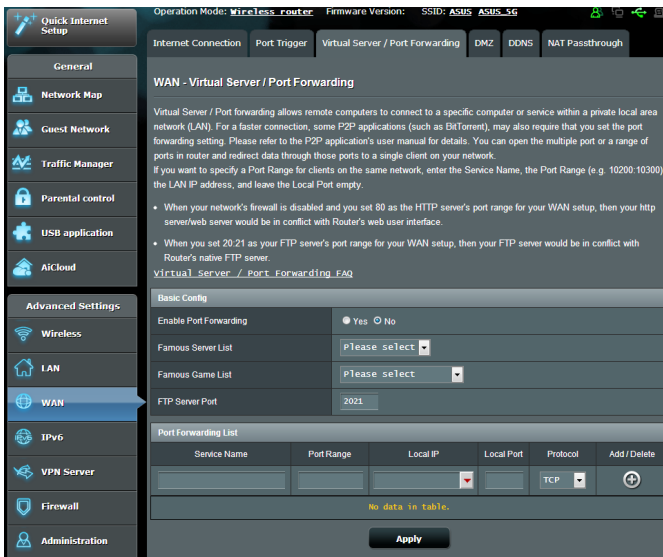 Quick Internet
Setup
General
Network Map
Guest Network
Traffic Manager
Parental control
USB application
AiCloud
Advanced Settings
Wireless
LAN
WAN
IPv6
VPN Server
Firewall
Administration
Operation Mode: Wireless router Firmware Version: SSID: ASUS ASUS_5G
Internet Connection Port Trigger Virtual Server / Port Forwarding DMZ DDNS NAT Passthrough
WAN - Virtual Server / Port Forwarding
Virtual Server / Port forwarding allows remote computers to connect to a specific computer or service within a private local area
network (LAN). For a faster connection, some P2P applications (such as BitTorrent), may also require that you set the port
forwarding setting. Please refer to the P2P application's user manual for details. You can open the multiple port or a range of
ports in router and redirect data through those ports to a single client on your network.
If you want to specify a Port Range for clients on the same network, enter the Service Name, the Port Range (e.g. 10200:10300)
the LAN IP address, and leave the Local Port empty.
• When your network's firewall is disabled and you set 80 as the HTTP server's port range for your WAN setup, then your http
server/web server would be in conflict with Router's web user interface.
• When you set 20:21 as your FTP server's port range for your WAN setup, then your FTP server would be in conflict with
Router's native FTP server.
Virtual Server / Port Forwarding FAQ
Basic Config
Enable Port Forwarding Yes No
Famous Server List Please select
Famous Game List Please select
FTP Server Port 2021
Port Forwarding List
Service Name Port Range Local IP Local Port Protocol Add / Delete
TCP
No data in table.
Apply